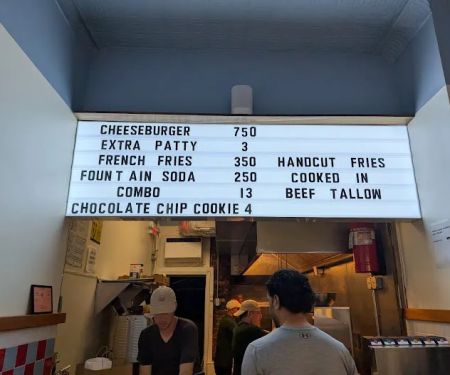 CHEESEBURGER 750
EXTRA PATTY 3
FRENCH FRIES 350 HANDCUT FRIES
FOUNT AIN SODA 250 COOKED IN
COMBO 13 BEEF TALLOW
CHOCOLATE CHIP COOKIE 4